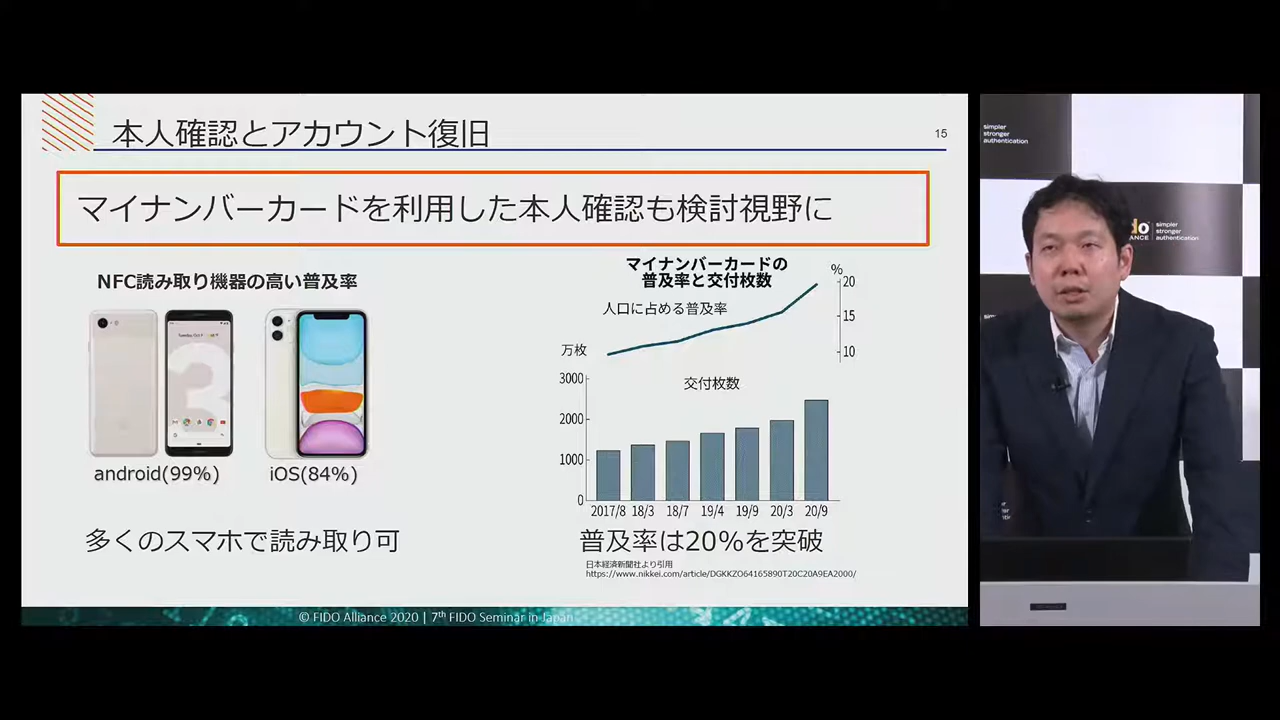 本人確認とアカウント復旧
15
マイナンバーカードを利用した本人確認も検討視野に
NFC読み取り機器の高い普及率
android(99%)
iOS(84%)
多くのスマホで読み取り可
マイナンバーカードの
普及率と交付枚数
%
20
15
10
人口に占める普及率
万枚
3000
2000
1000
0
交付枚数
2017/8 18/3 18/7 19/4 19/9 20/3 20/9
普及率は20%を突破
日本経済新聞社より引用
https://www.nikkei.com/article/DGKKZO64165890T20C20A9EA2000/
© FIDO Alliance 2020 | 7th FIDO Seminar in Japan
simpler
stronger
authentication
do
ANCE
simpler
stronger
authentication